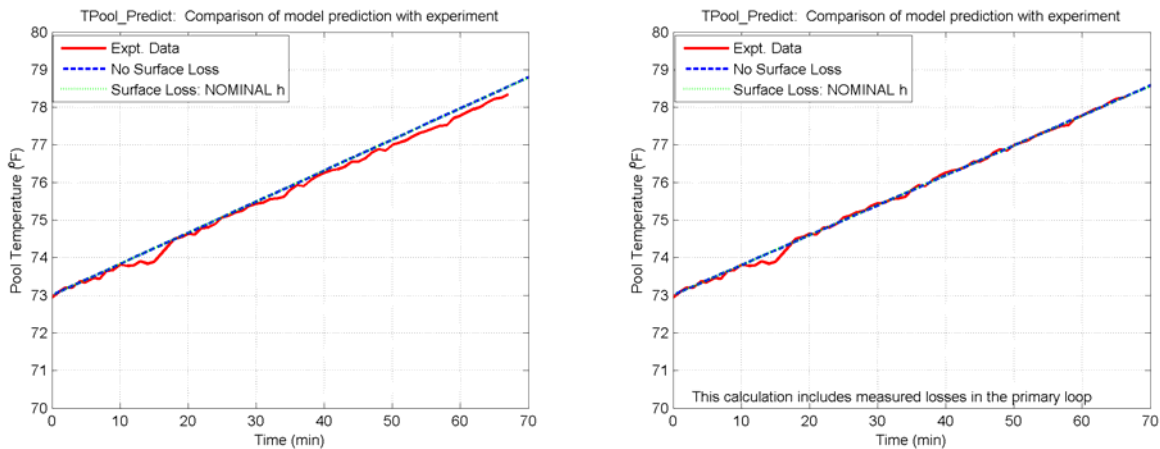 TPool_Predict: Comparison of model prediction with experiment
80
79
78
77
76
75
74
73
72
71
70
Pool Temperature (ºF)
Expt. Data
No Surface Loss
Surface Loss: NOMINAL h
0 10 20 30 40 50 60 70
Time (min)
TPool_Predict: Comparison of model prediction with experiment
80
79
78
77
76
75
74
73
72
71
70
Pool Temperature (ºF)
Expt. Data
No Surface Loss
Surface Loss: NOMINAL h
This calculation includes measured losses in the primary loop
0 10 20 30 40 50 60 70
Time (min)